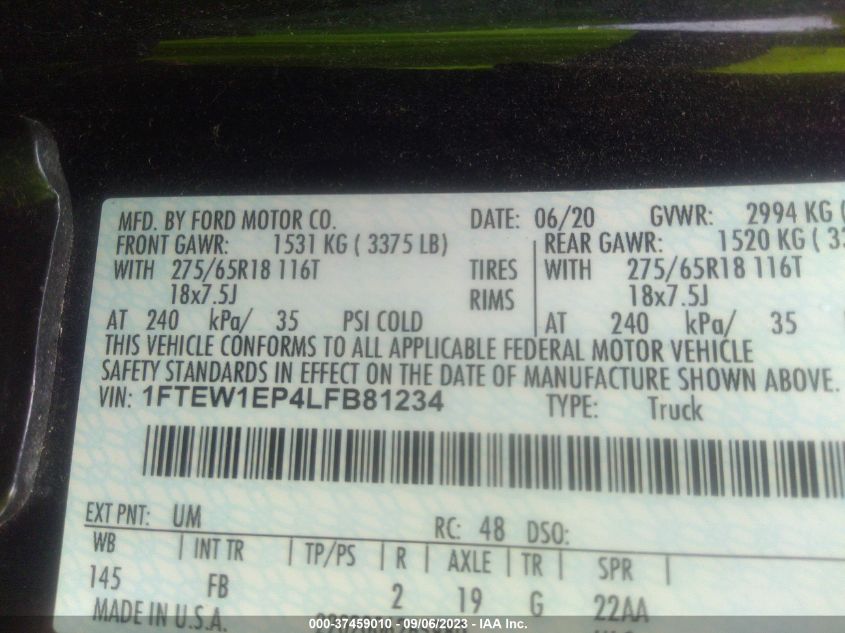 MFD. BY FORD MOTOR CO. DATE: 06/20 GVWR: 2994 KG
FRONT GAWR: 1531 KG ( 3375 LB) REAR GAWR: 1520 KG
WITH 275/65R18 116T TIRES WITH 275/65R18 116T
18x7.5J RIMS 18x7.5J
AT 240 kPa/ 35 PSI COLD AT 240 kPa/ 35
THIS VEHICLE CONFORMS TO ALL APPLICABLE FEDERAL MOTOR VEHICLE
SAFETY STANDARDS IN EFFECT ON THE DATE OF MANUFACTURE SHOWN ABOVE.
VIN: 1FTEW1EP4LFB81234 TYPE: Truck
EXT PNT: UM RC: 48 DSO:
WB INT TR TP/PS R AXLE TR SPR
145 FB 2 19 G 22AA
MADE IN U.S.A.
000-37459010 - 09/06/2023 - IAA Inc.